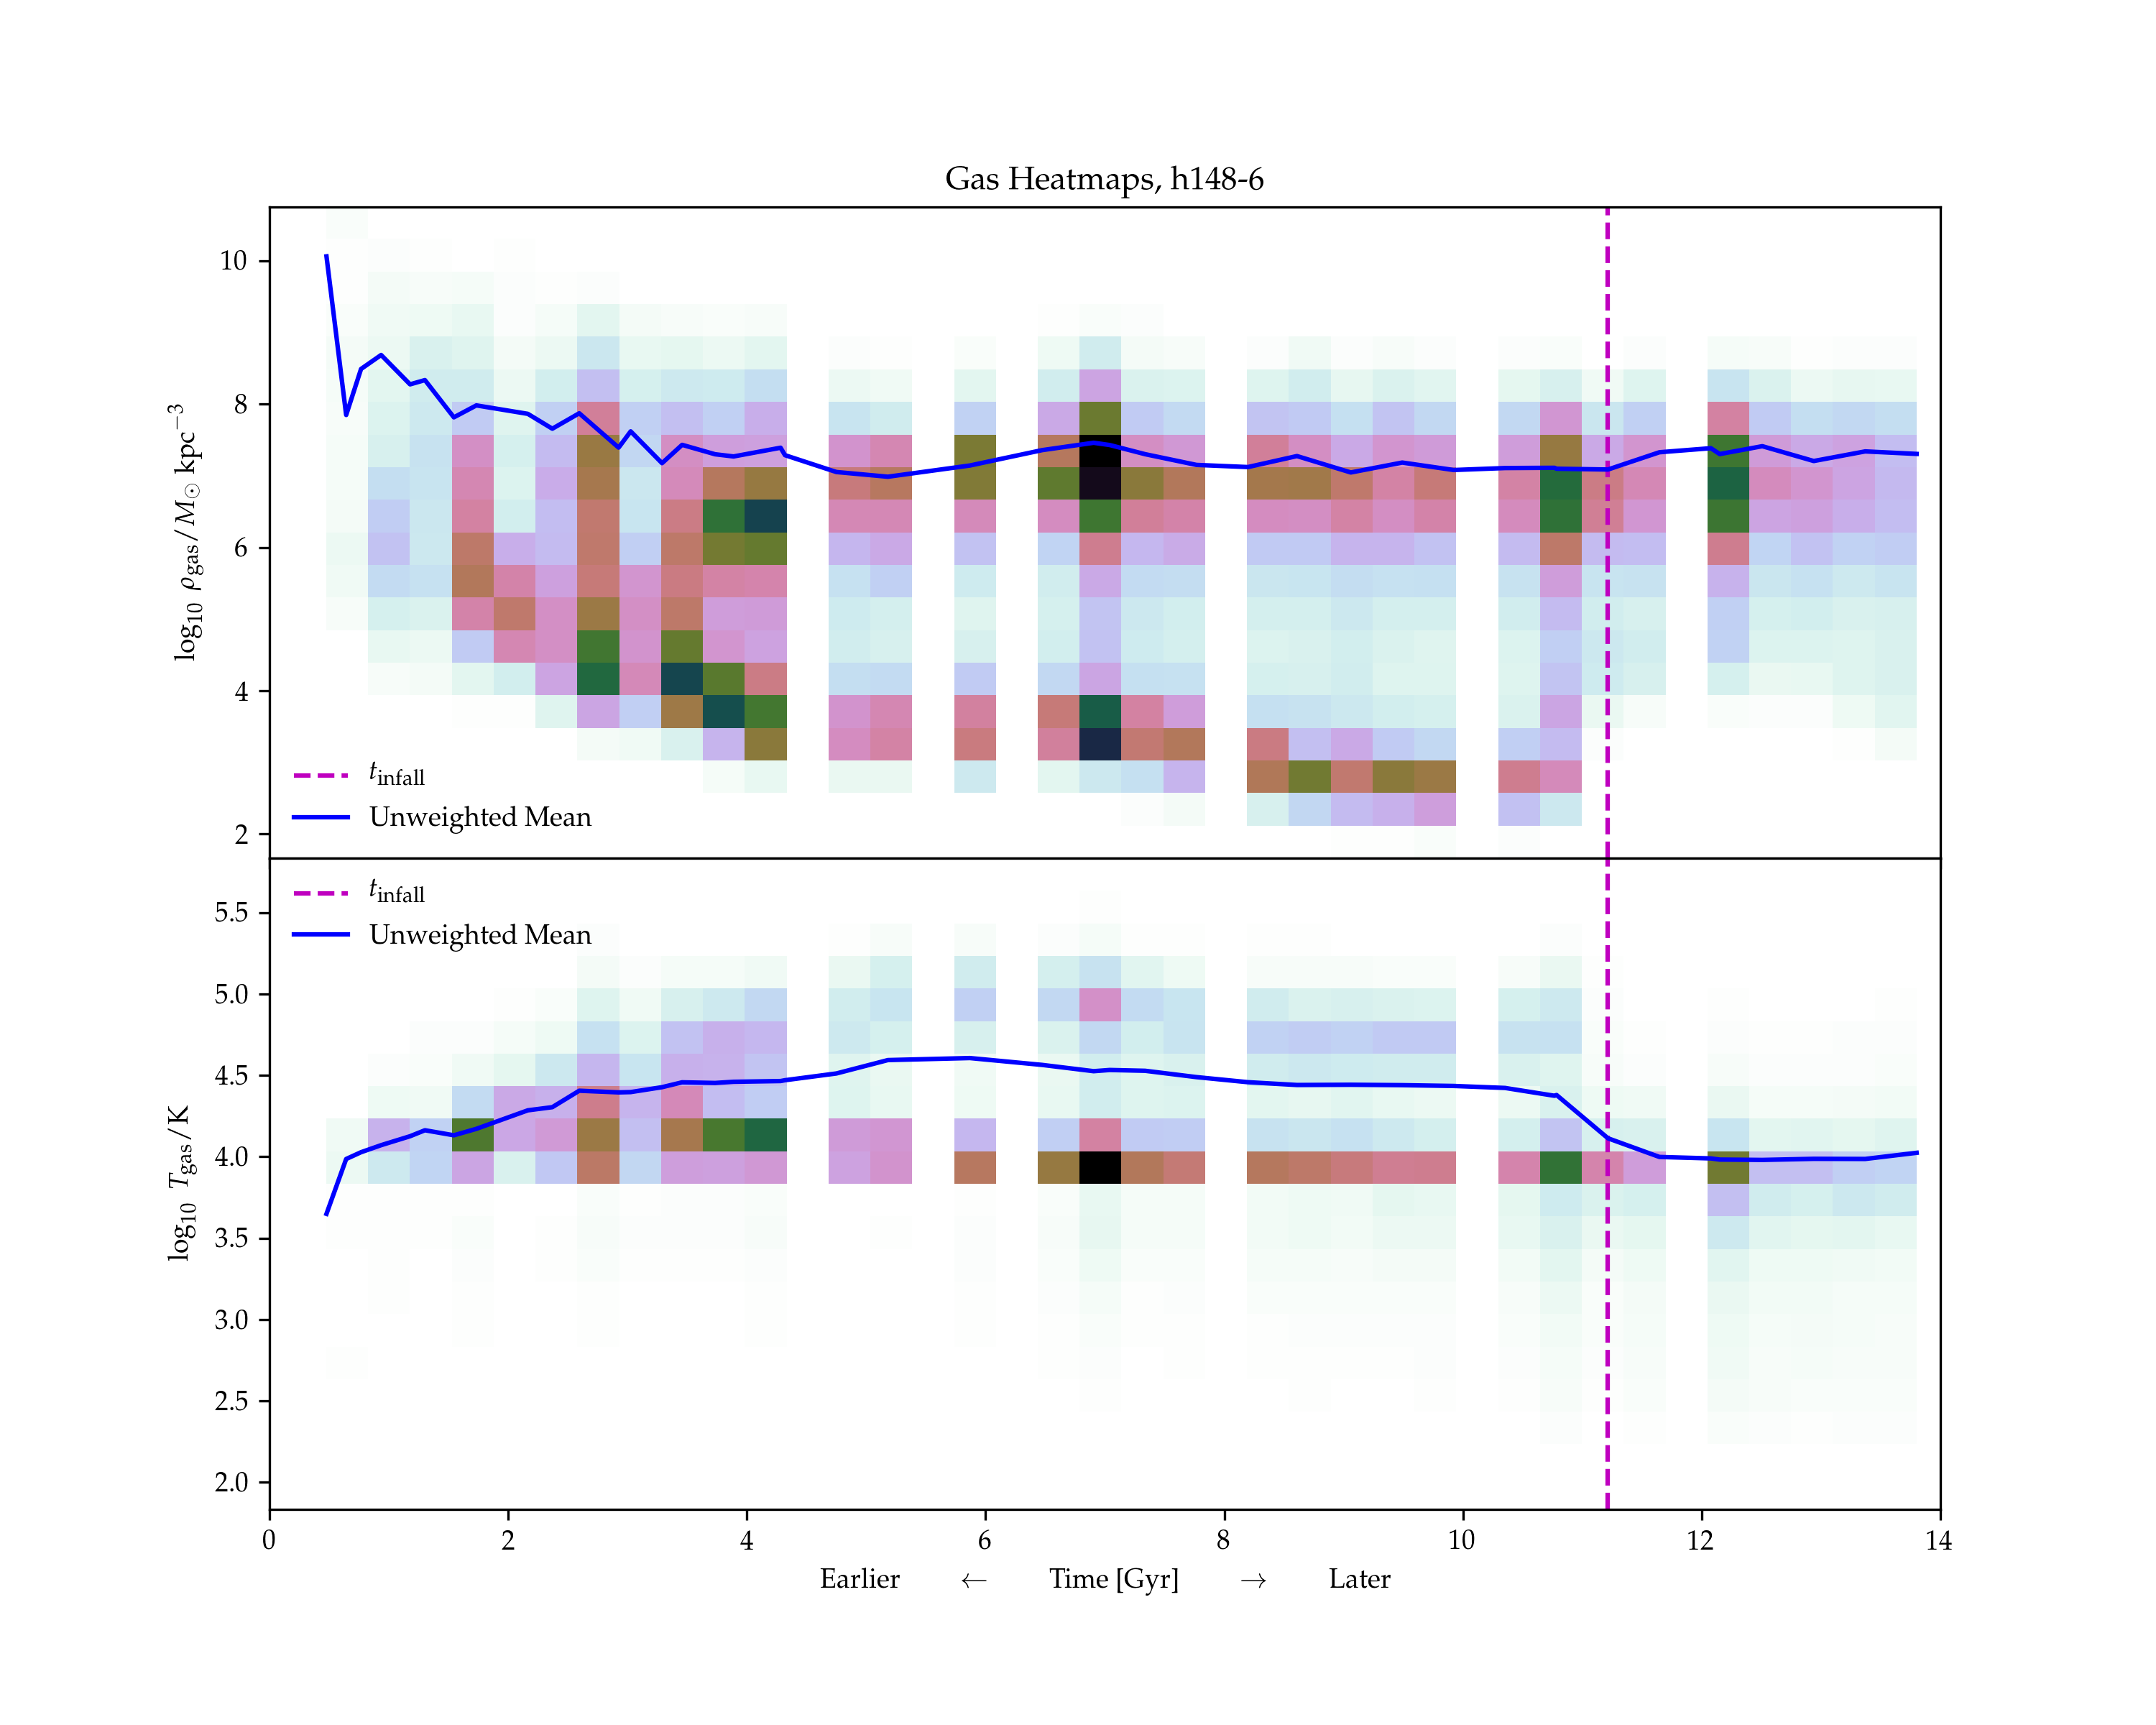 Gas Heatmaps, h148-6
10
8
6
4
2
log₁₀ ρgas/M⊙ kpc⁻³
tinfall
Unweighted Mean
tinfall
Unweighted Mean
5.5
5.0
4.5
4.0
3.5
3.0
2.5
2.0
log₁₀ Tgas/K
0 2 4 6 8 10 12 14
Earlier ← Time [Gyr] → Later